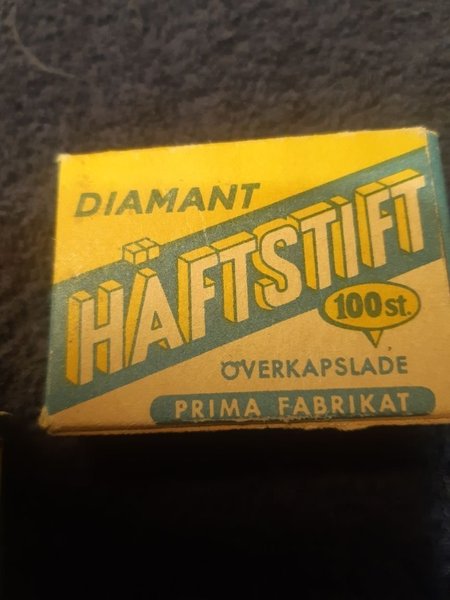 DIAMANT
HÄFTSTIFT
100 st.
ÖVERKAPSLADE
PRIMA FABRIKAT